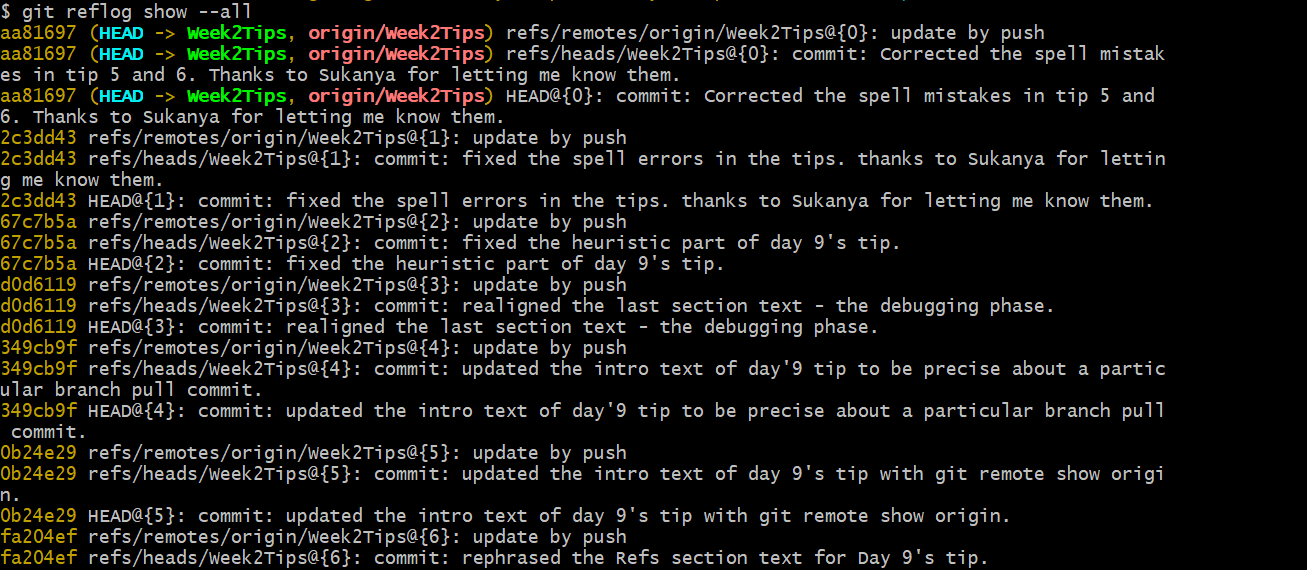 $ git reflog show --all
aa81697 (HEAD -> Week2Tips, origin/Week2Tips) refs/remotes/origin/Week2Tips@{0}: update by push
aa81697 (HEAD -> Week2Tips, origin/Week2Tips) refs/heads/Week2Tips@{0}: commit: Corrected the spell mistak
es in tip 5 and 6. Thanks to Sukanya for letting me know them.
aa81697 (HEAD -> Week2Tips, origin/Week2Tips) HEAD@{0}: commit: Corrected the spell mistakes in tip 5 and
6. Thanks to Sukanya for letting me know them.
2c3dd43 refs/remotes/origin/Week2Tips@{1}: update by push
2c3dd43 refs/heads/Week2Tips@{1}: commit: fixed the spell errors in the tips. thanks to Sukanya for lettin
g me know them.
2c3dd43 HEAD@{1}: commit: fixed the spell errors in the tips. thanks to Sukanya for letting me know them.
67c7b5a refs/remotes/origin/Week2Tips@{2}: update by push
67c7b5a refs/heads/Week2Tips@{2}: commit: fixed the heuristic part of day 9's tip.
67c7b5a HEAD@{2}: commit: fixed the heuristic part of day 9's tip.
d0d6119 refs/remotes/origin/Week2Tips@{3}: update by push
d0d6119 refs/heads/Week2Tips@{3}: commit: realigned the last section text - the debugging phase.
d0d6119 HEAD@{3}: commit: realigned the last section text - the debugging phase.
349cb9f refs/remotes/origin/Week2Tips@{4}: update by push
349cb9f refs/heads/Week2Tips@{4}: commit: updated the intro text of day'9 tip to be precise about a partic
ular branch pull commit.
349cb9f HEAD@{4}: commit: updated the intro text of day'9 tip to be precise about a particular branch pull
 commit.
0b24e29 refs/remotes/origin/Week2Tips@{5}: update by push
0b24e29 refs/heads/Week2Tips@{5}: commit: updated the intro text of day 9's tip with git remote show origi
n.
0b24e29 HEAD@{5}: commit: updated the intro text of day 9's tip with git remote show origin.
fa204ef refs/remotes/origin/Week2Tips@{6}: update by push
fa204ef refs/heads/Week2Tips@{6}: commit: rephrased the Refs section text for Day 9's tip.